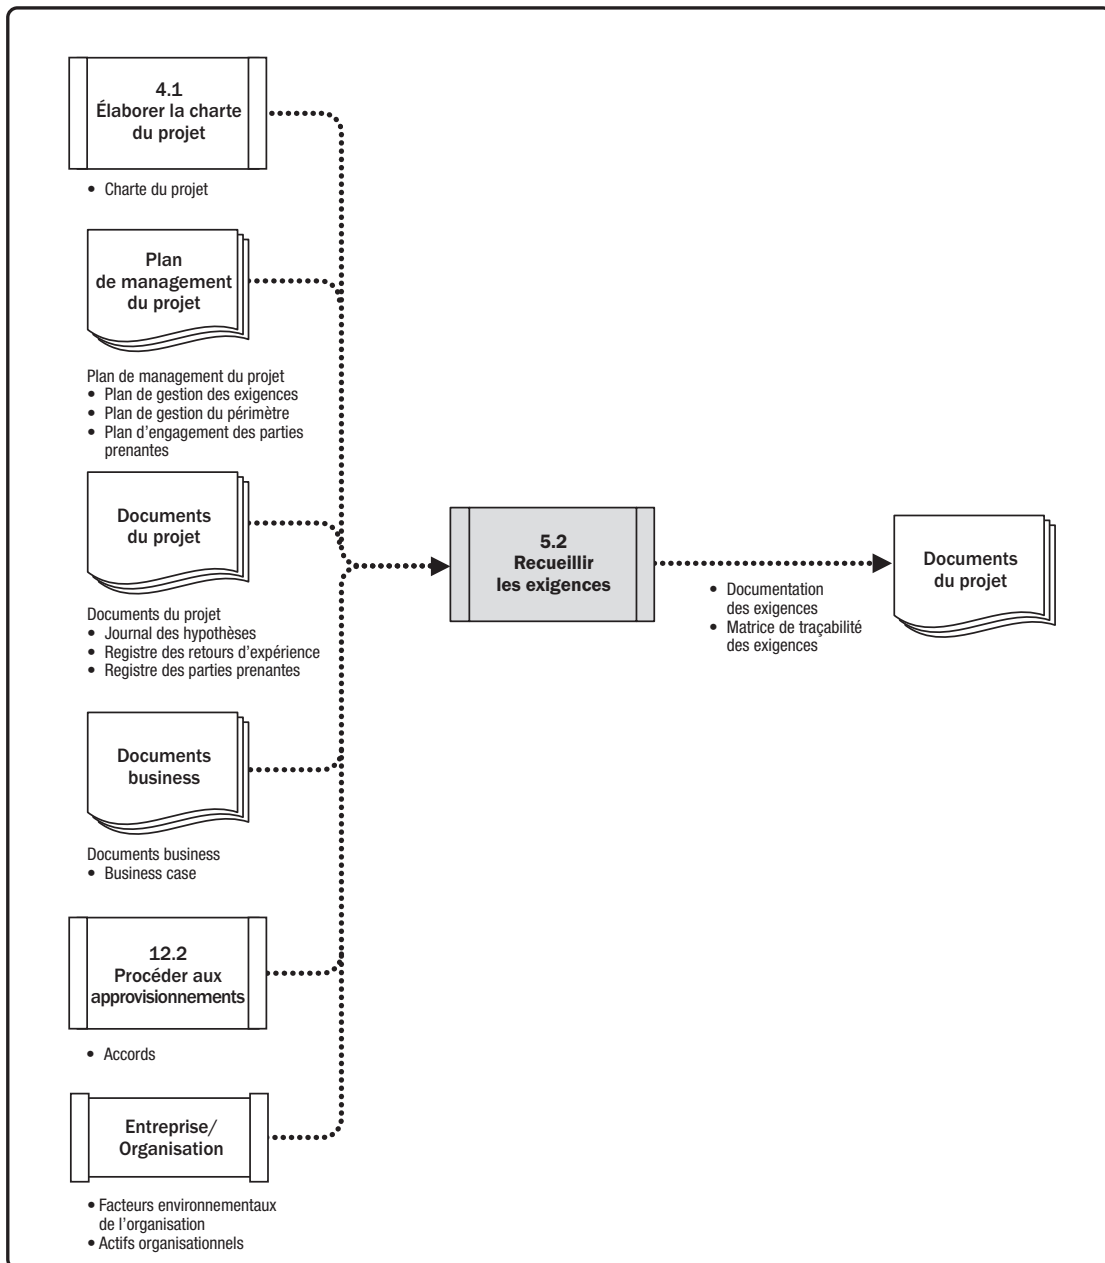 4.1
Élaborer la charte
du projet
• Charte du projet
Plan
de management
du projet
Plan de management du projet
• Plan de gestion des exigences
• Plan de gestion du périmètre
• Plan d'engagement des parties
prenantes
Documents
du projet
Documents du projet
• Journal des hypothèses
• Registre des retours d'expérience
• Registre des parties prenantes
Documents
business
Documents business
• Business case
12.2
Procéder aux
approvisionnements
• Accords
Entreprise/
Organisation
• Facteurs environnementaux
de l'organisation
• Actifs organisationnels
5.2
Recueillir
les exigences
• Documentation
des exigences
• Matrice de traçabilité
des exigences
Documents
du projet